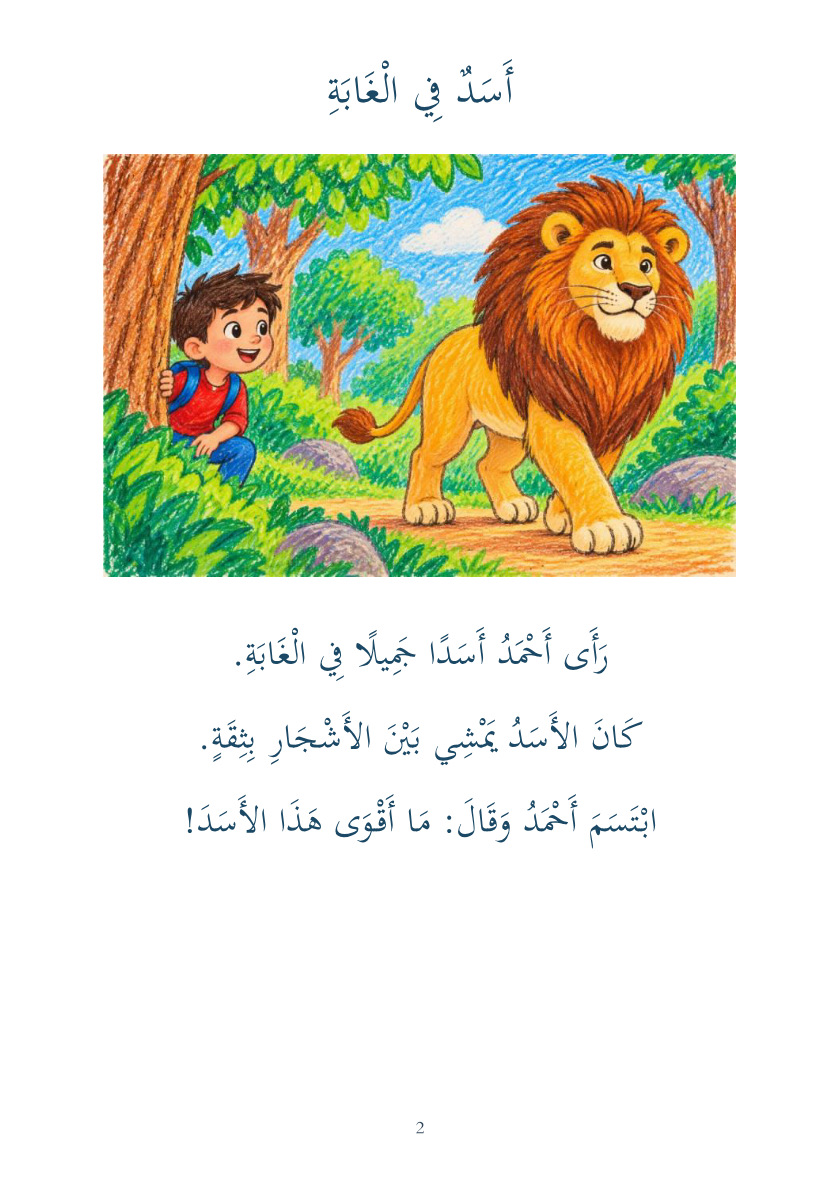 أَسَدٌ فِي الْغَابَةِ
رَأَى أَحْمَدُ أَسَدًا جَمِيلًا فِي الْغَابَةِ.
كَانَ الأَسَدُ يَمْشِي بَيْنَ الأَشْجَارِ بِثِقَةٍ.
ابْتَسَمَ أَحْمَدُ وَقَالَ: مَا أَقْوَى هَذَا الأَسَدَ!
2